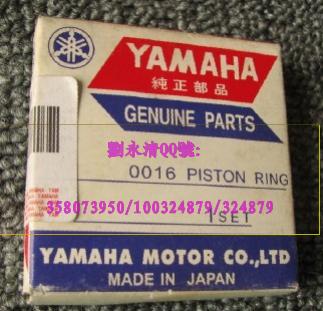 YAMAHA
純正部品
GENUINE PARTS
劉永清QQ號:
0016 PISTON RING
358073950/100324879/324879
1SET
YAMAHA MOTOR CO.,LTD
MADE IN JAPAN